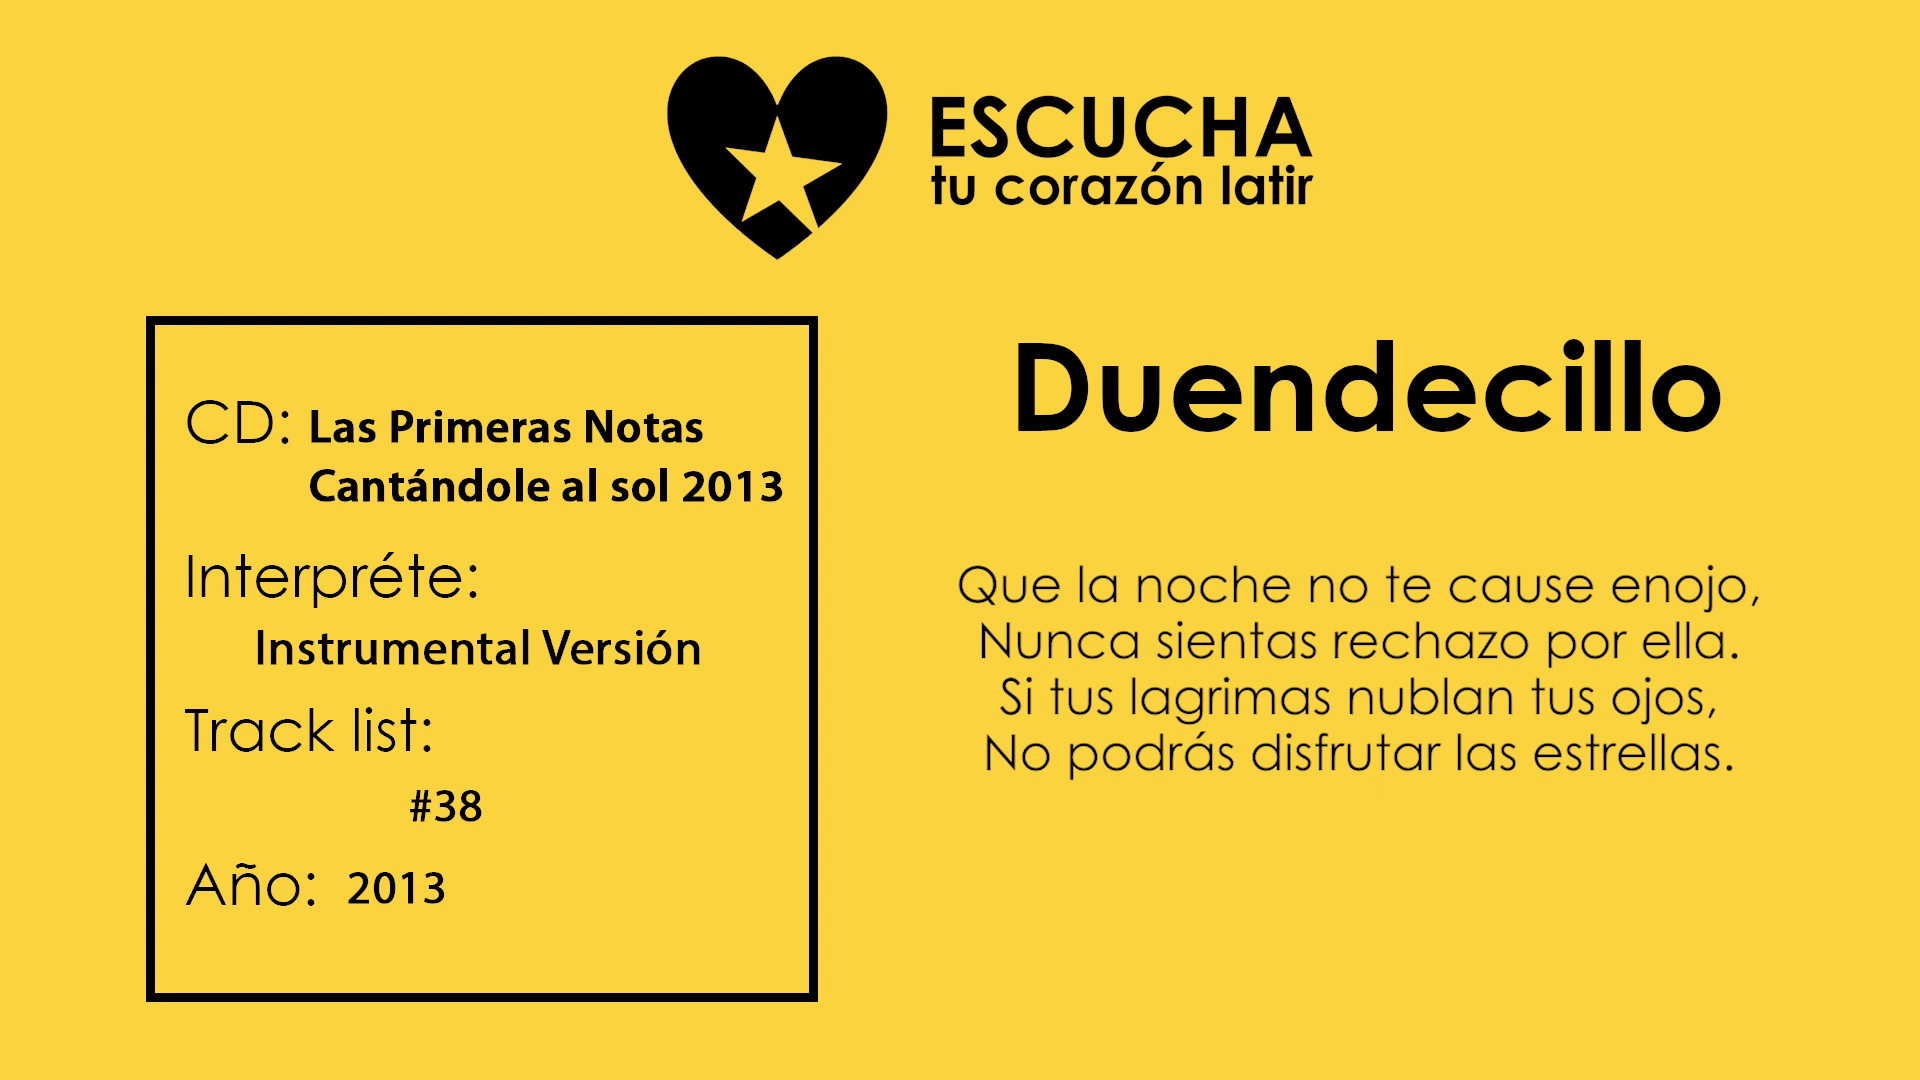 ESCUCHA
tu corazón latir
CD: Las Primeras Notas
Cantándole al sol 2013
Interpréte:
Instrumental Versión
Track list:
#38
Año: 2013
Duendecillo
Que la noche no te cause enojo,
Nunca sientas rechazo por ella.
Si tus lagrimas nublan tus ojos,
No podrás disfrutar las estrellas.